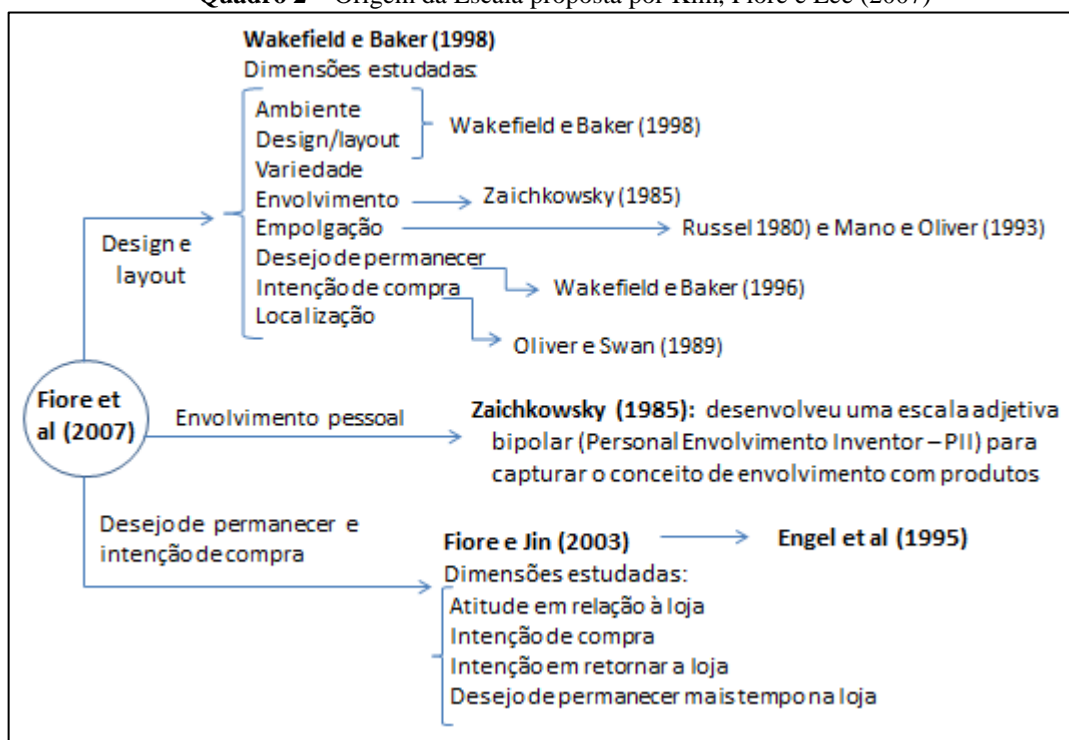 Quadro 2 – Origem da Escala proposta por Kim, Fiore e Lee (2007)
Wakefield e Baker (1998)
Dimensões estudadas:
Ambiente
Design/layout
Wakefield e Baker (1998)
Variedade
Envolvimento
Zaichkowsky (1985)
Empolgação
Russel 1980) e Mano e Oliver (1993)
Desejo de permanecer
Intenção de compra
Wakefield e Baker (1996)
Localização
Oliver e Swan (1989)
Design e
layout
Fiore et
al (2007)
Envolvimento pessoal
Zaichkowsky (1985): desenvolveu uma escala adjetiva
bipolar (Personal Envolvimento Inventor – PII) para
capturar o conceito de envolvimento com produtos
Desejo de permanecer e
intenção de compra
Fiore e Jin (2003)
Engel et al (1995)
Dimensões estudadas:
Atitude em relação à loja
Intenção de compra
Intenção em retornar a loja
Desejo de permanecer mais tempo na loja